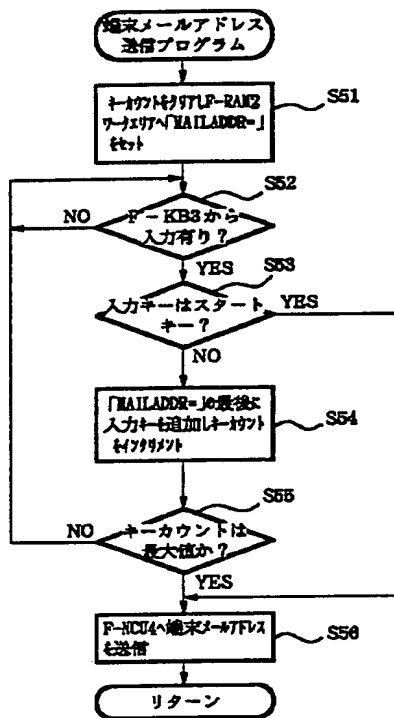 端末メールアドレス
送信プログラム
キーカウントをクリアしF-RAM2
ワークエリアへ「MAILADDR=」
をセット
S51
S52
NO
F-KB3から
入力有り?
YES
S53
入力キーはスタート
キー?
YES
NO
「MAILADDR=」の最後に
入力キーを追加しキーカウント
をインクリメント
S54
S55
NO
キーカウントは
最大値か?
YES
F-NCU4へ端末メールアドレス
を送信
S56
リターン